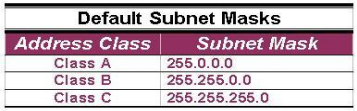 Default Subnet Masks
Address Class Subnet Mask
Class A 255.0.0.0
Class B 255.255.0.0
Class C 255.255.255.0